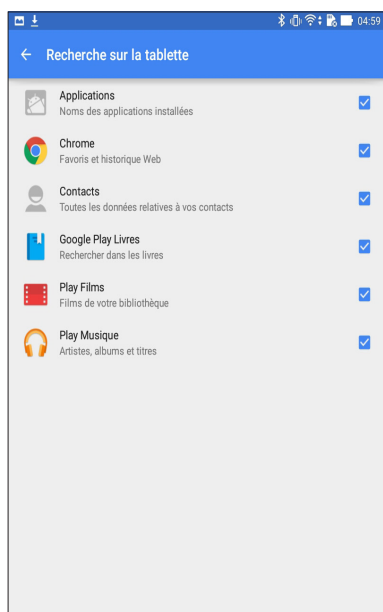 04:59
Recherche sur la tablette
Applications
Noms des applications installées
Chrome
Favoris et historique Web
Contacts
Toutes les données relatives à vos contacts
Google Play Livres
Rechercher dans les livres
Play Films
Films de votre bibliothèque
Play Musique
Artistes, albums et titres